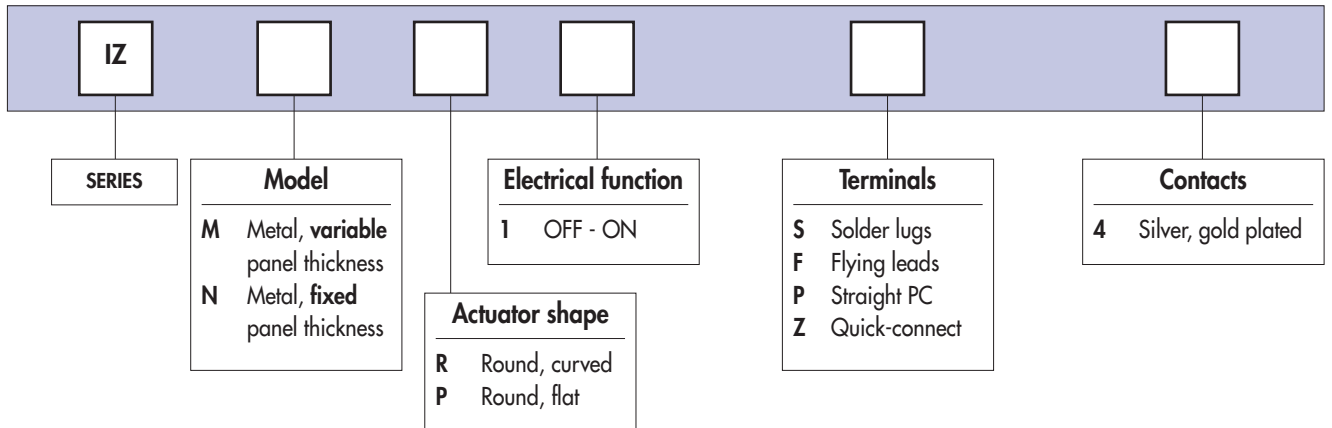 IZ
SERIES
Model
M Metal, variable
panel thickness
N Metal, fixed
panel thickness
Actuator shape
R Round, curved
P Round, flat
Electrical function
1 OFF - ON
Terminals
S Solder lugs
F Flying leads
P Straight PC
Z Quick-connect
Contacts
4 Silver, gold plated